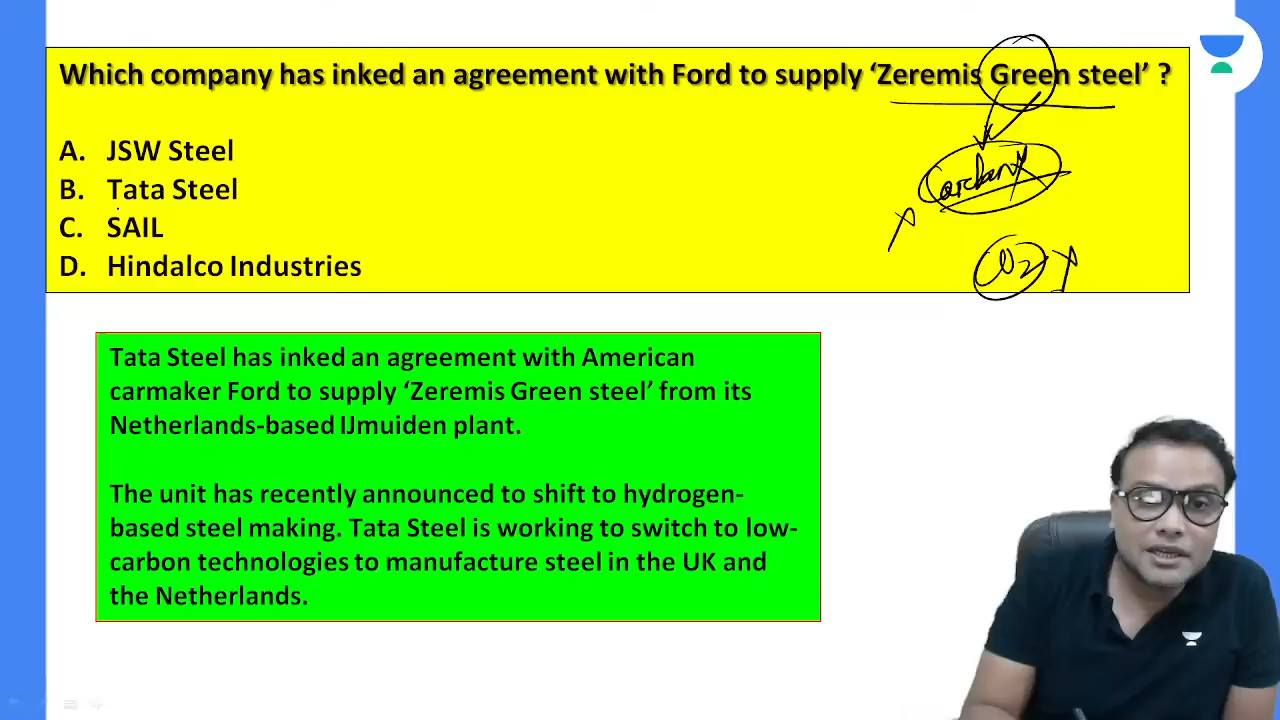 Which company has inked an agreement with Ford to supply ‘Zeremis Green steel’ ?
A. JSW Steel
B. Tata Steel
C. SAIL
D. Hindalco Industries
Carbon
CO2
Tata Steel has inked an agreement with American
carmaker Ford to supply ‘Zeremis Green steel’ from its
Netherlands-based IJmuiden plant.
The unit has recently announced to shift to hydrogen-
based steel making. Tata Steel is working to switch to low-
carbon technologies to manufacture steel in the UK and
the Netherlands.